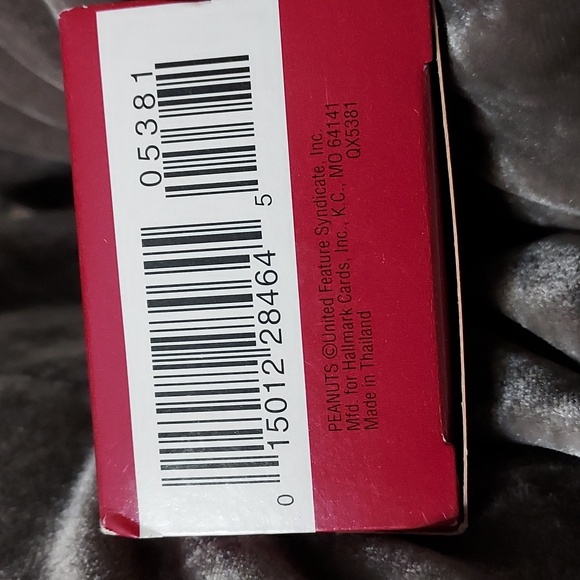 05381
0 15012 28464 5
PEANUTS ©United Feature Syndicate, Inc.
Mfd. for Hallmark Cards, Inc., K.C., MO 64141
Made in Thailand QX5381